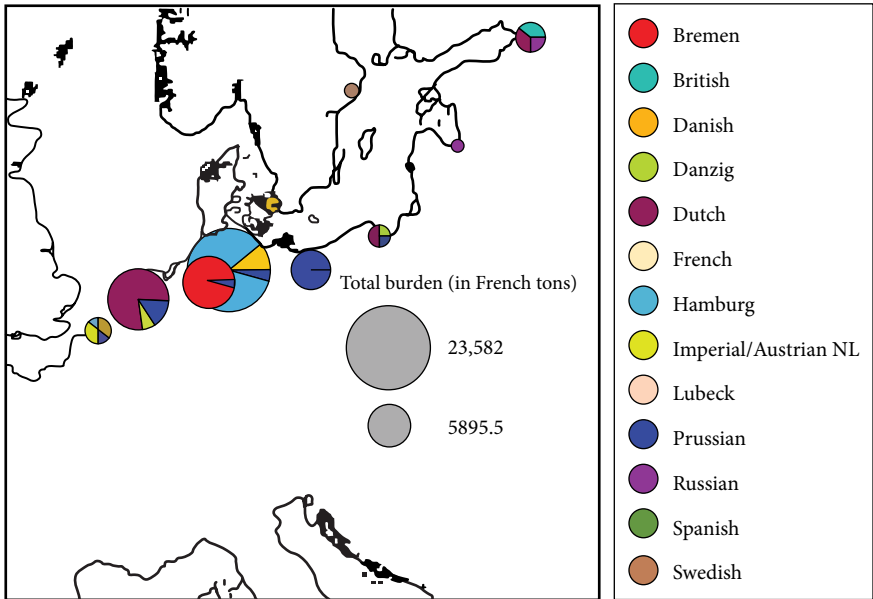 Total burden (in French tons)
23,582
5895.5
Bremen
British
Danish
Danzig
Dutch
French
Hamburg
Imperial/Austrian NL
Lubeck
Prussian
Russian
Spanish
Swedish